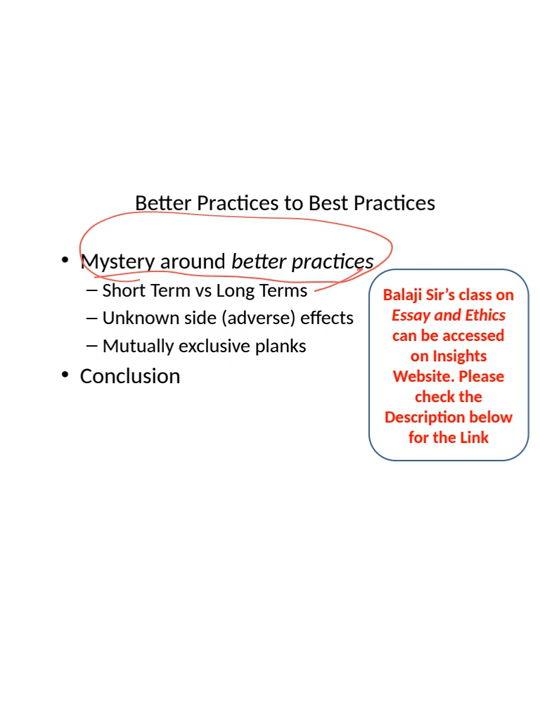 Better Practices to Best Practices
• Mystery around better practices
– Short Term vs Long Terms
– Unknown side (adverse) effects
– Mutually exclusive planks
• Conclusion
Balaji Sir’s class on
Essay and Ethics
can be accessed
on Insights
Website. Please
check the
Description below
for the Link